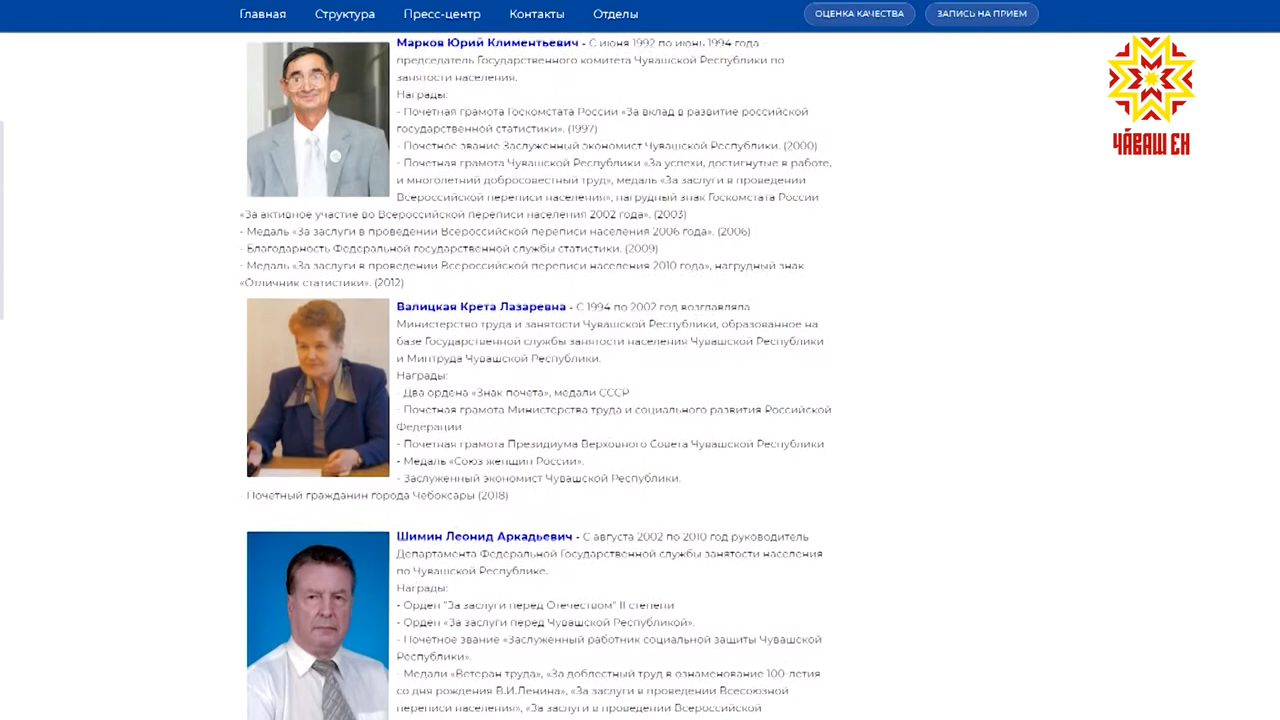 Главная Структура Пресс-центр Контакты Отделы ОЦЕНКА КАЧЕСТВА ЗАПИСЬ НА ПРИЕМ
Марков Юрий Климентьевич - С июня 1992 по июнь 1994 года
председатель Государственного комитета Чувашской Республики по
занятости населения.
Награды:
- Почетная грамота Госкомстата России «За вклад в развитие российской
государственной статистики». (1997)
- Почетное звание Заслуженный экономист Чувашской Республики. (2000)
- Почетная грамота Чувашской Республики «За успехи, достигнутые в работе,
и многолетний добросовестный труд», медаль «За заслуги в проведении
Всероссийской переписи населения», нагрудный знак Госкомстата России
«За активное участие во Всероссийской переписи населения 2002 года». (2003)
- Медаль «За заслуги в проведении Всероссийской переписи населения 2006 года». (2006)
- Благодарность Федеральной государственной службы статистики. (2009)
- Медаль «За заслуги в проведении Всероссийской переписи населения 2010 года», нагрудный знак
«Отличник статистики». (2012)
Валицкая Крета Лазаревна - С 1994 по 2002 год возглавляла
Министерство труда и занятости Чувашской Республики, образованное на
базе Государственной службы занятости населения Чувашской Республики
и Минтруда Чувашской Республики.
Награды:
- Два ордена «Знак почета», медали СССР
- Почетная грамота Министерства труда и социального развития Российской
Федерации
- Почетная грамота Президиума Верховного Совета Чувашской Республики
- Медаль «Союз женщин России».
- Заслуженный экономист Чувашской Республики.
- Почетный гражданин города Чебоксары (2018)
Шимин Леонид Аркадьевич - С августа 2002 по 2010 год руководитель
Департамента Федеральной Государственной службы занятости населения
по Чувашской Республике.
Награды:
- Орден "За заслуги перед Отечеством" II степени
- Орден «За заслуги перед Чувашской Республикой».
- Почетное звание «Заслуженный работник социальной защиты Чувашской
Республики».
- Медали «Ветеран труда», «За доблестный труд в ознаменование 100-летия
со дня рождения В.И.Ленина», «За заслуги в проведении Всесоюзной
переписи населения», «За заслуги в проведении Всероссийской
ЧĂВАШ ЕН